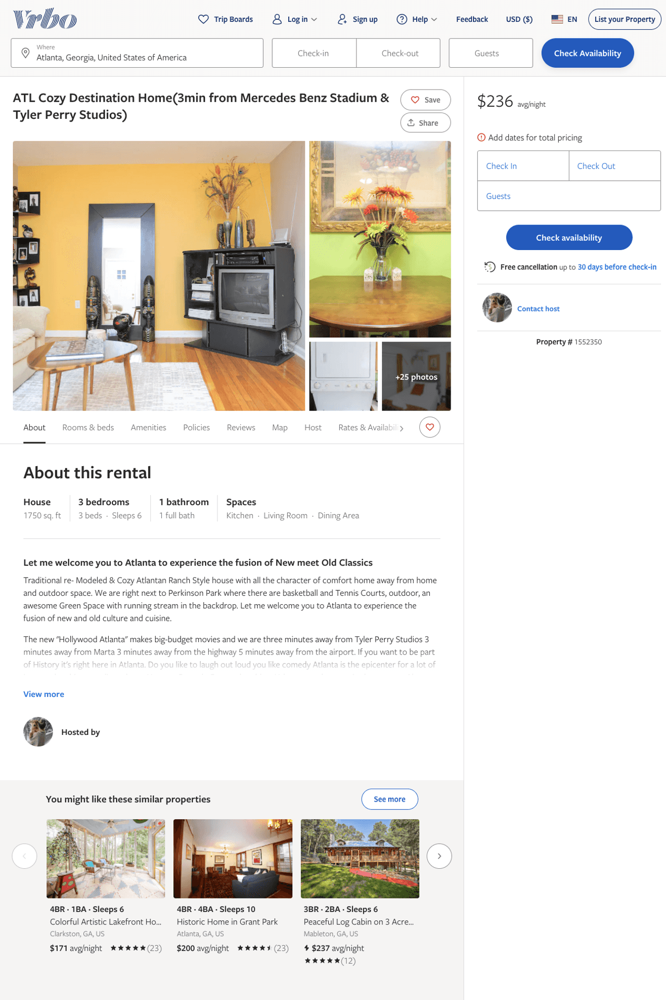 Vrbo
Trip Boards
Log in
Sign up
Help
Feedback
USD ($)
EN
List your Property
Where
Atlanta, Georgia, United States of America
Check-in
Check-out
Guests
Check Availability
ATL Cozy Destination Home(3min from Mercedes Benz Stadium &
Tyler Perry Studios)
Save
Share
$236 avg/night
Add dates for total pricing
Check In
Check Out
Guests
Check availability
Free cancellation up to 30 days before check-in
Contact host
Property # 1552350
+25 photos
About
Rooms & beds
Amenities
Policies
Reviews
Map
Host
Rates & Availabili
About this rental
House
1750 sq. ft
3 bedrooms
3 beds · Sleeps 6
1 bathroom
1 full bath
Spaces
Kitchen · Living Room · Dining Area
Let me welcome you to Atlanta to experience the fusion of New meet Old Classics
Traditional re- Modeled & Cozy Atlantan Ranch Style house with all the character of comfort home away from home
and outdoor space. We are right next to Perkinson Park where there are basketball and Tennis Courts, outdoor, an
awesome Green Space with running stream in the backdrop. Let me welcome you to Atlanta to experience the
fusion of new and old culture and cuisine.
The new "Hollywood Atlanta" makes big-budget movies and we are three minutes away from Tyler Perry Studios 3
minutes away from Marta 3 minutes away from the highway 5 minutes away from the airport. If you want to be part
of History it's right here in Atlanta. Do you like to laugh out loud you like comedy Atlanta is the epicenter for a lot of
View more
Hosted by
You might like these similar properties
See more
4BR · 1BA · Sleeps 6
Colorful Artistic Lakefront Ho...
Clarkston, GA, US
$171 avg/night
(23)
4BR · 4BA · Sleeps 10
Historic Home in Grant Park
Atlanta, GA, US
$200 avg/night
(23)
3BR · 2BA · Sleeps 6
Peaceful Log Cabin on 3 Acre...
Mableton, GA, US
$237 avg/night
(12)